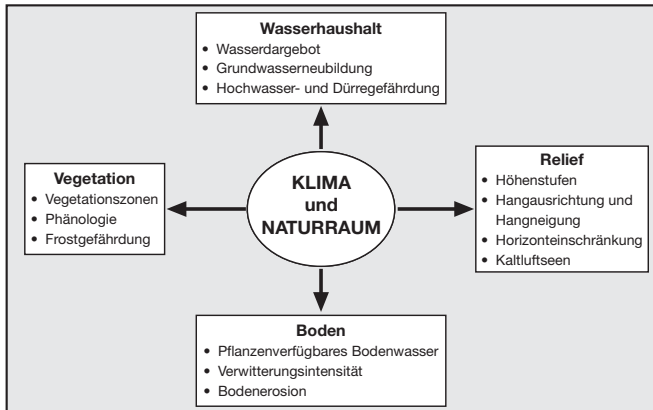 Wasserhaushalt
• Wasserdargebot
• Grundwasserneubildung
• Hochwasser- und Dürregefährdung
Vegetation
• Vegetationszonen
• Phänologie
• Frostgefährdung
KLIMA
und
NATURRAUM
Relief
• Höhenstufen
• Hangausrichtung und
Hangneigung
• Horizonteinschränkung
• Kaltluftseen
Boden
• Pflanzenverfügbares Bodenwasser
• Verwitterungsintensität
• Bodenerosion